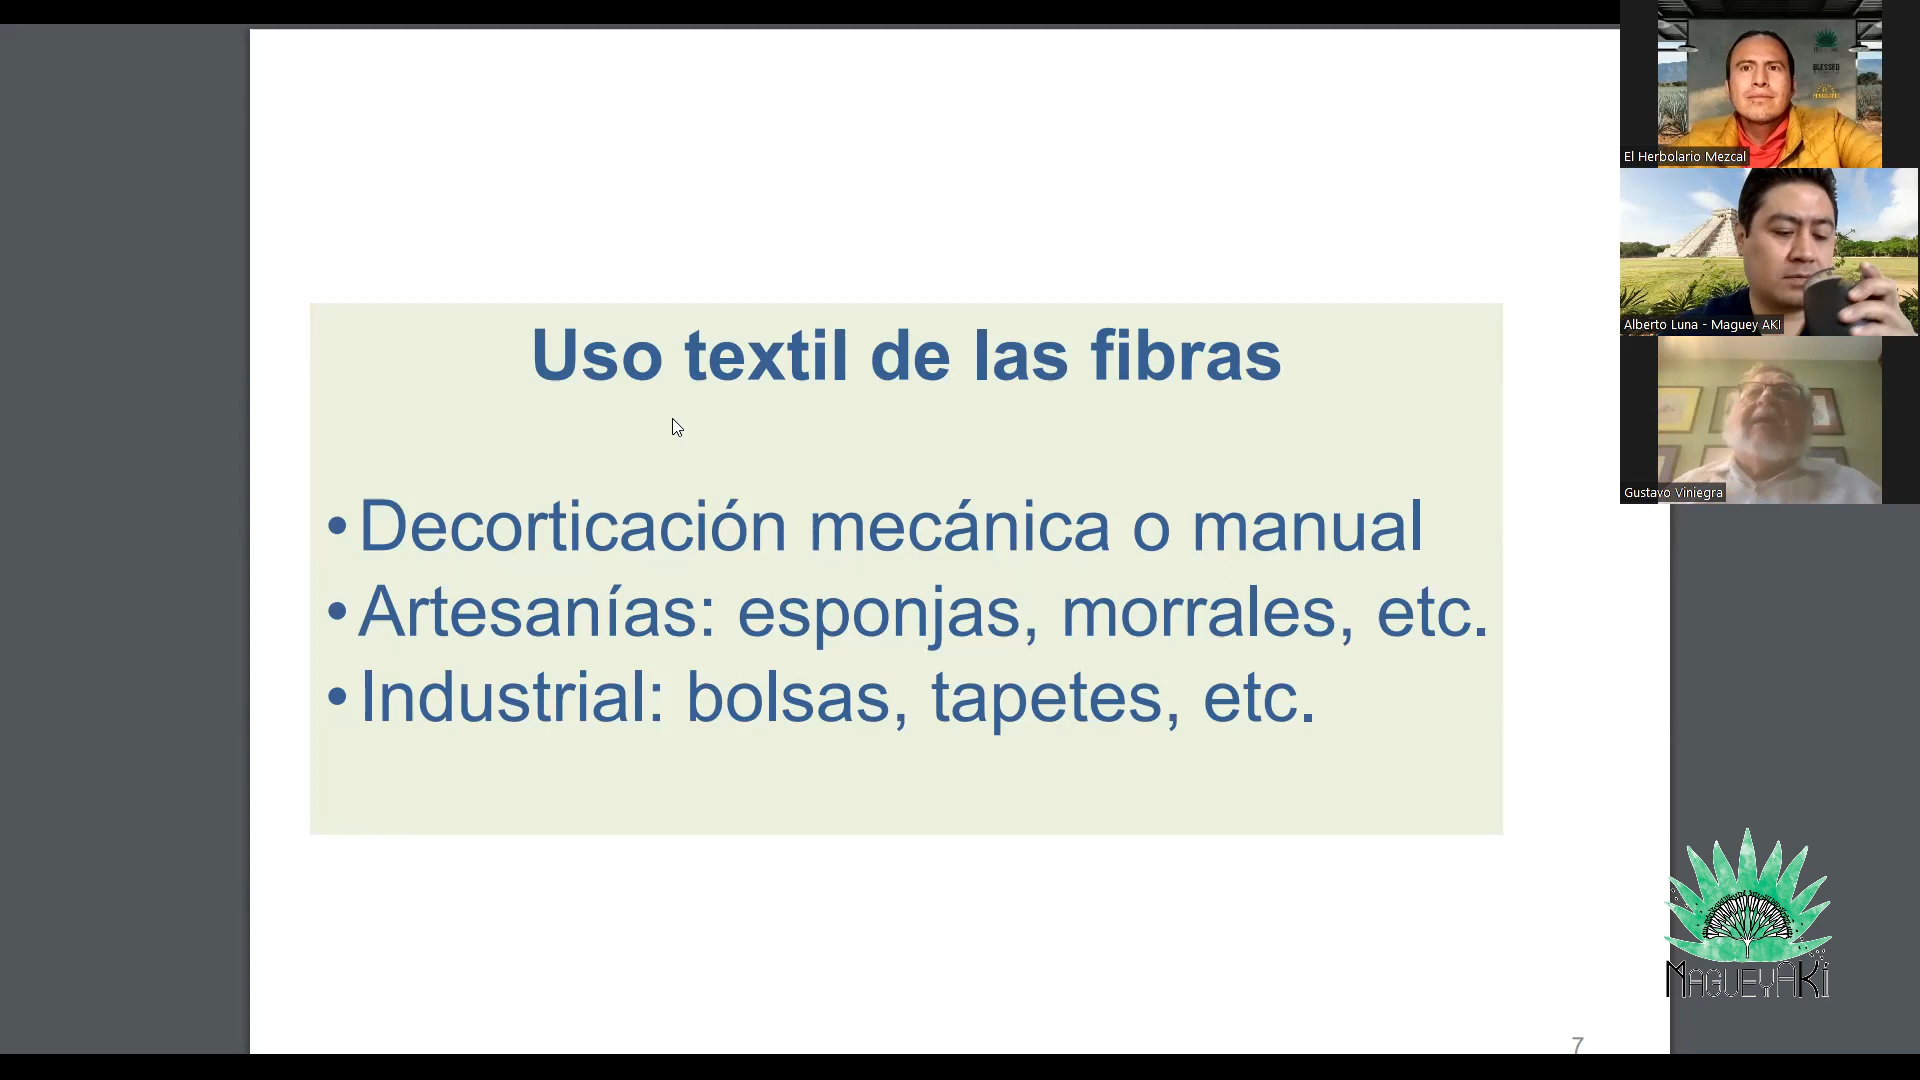 Uso textil de las fibras
•Decorticación mecánica o manual
•Artesanías: esponjas, morrales, etc.
•Industrial: bolsas, tapetes, etc.
7
BLESSED
El Herbolario Mezcal
Alberto Luna - Maguey AKI
Gustavo Viniegra
MAGUEYAKi